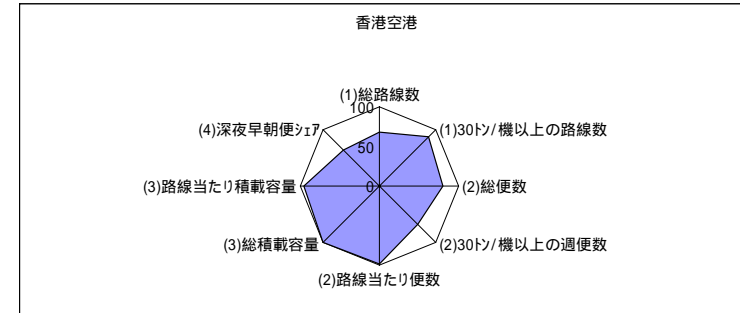 香港空港
(1)総路線数
100
(4)深夜早朝便ｼｪｱ
(1)30ﾄﾝ/機以上の路線数
50
(3)路線当たり積載容量
0
(2)総便数
(3)総積載容量
(2)30ﾄﾝ/機以上の週便数
(2)路線当たり便数